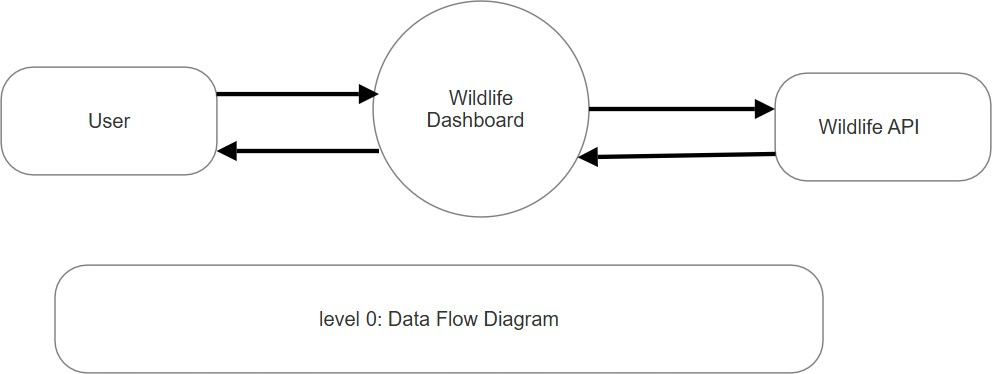 User
Wildlife
Dashboard
Wildlife API
level 0: Data Flow Diagram